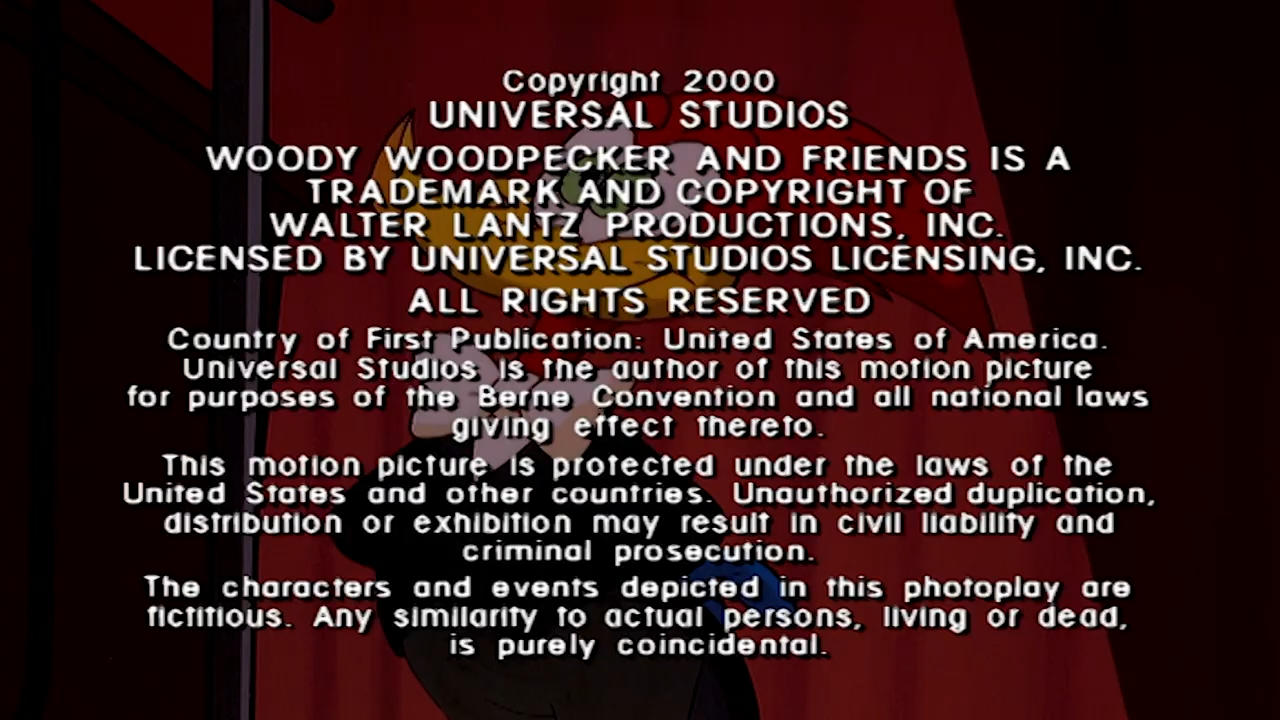 Copyright 2000
UNIVERSAL STUDIOS
WOODY WOODPECKER AND FRIENDS IS A
TRADEMARK AND COPYRIGHT OF
WALTER LANTZ PRODUCTIONS, INC.
LICENSED BY UNIVERSAL STUDIOS LICENSING, INC.
ALL RIGHTS RESERVED
Country of First Publication: United States of America.
Universal Studios is the author of this motion picture
for purposes of the Berne Convention and all national laws
giving effect thereto.
This motion picture is protected under the laws of the
United States and other countries. Unauthorized duplication,
distribution or exhibition may result in civil liability and
criminal prosecution.
The characters and events depicted in this photoplay are
fictitious. Any similarity to actual persons, living or dead,
is purely coincidental.